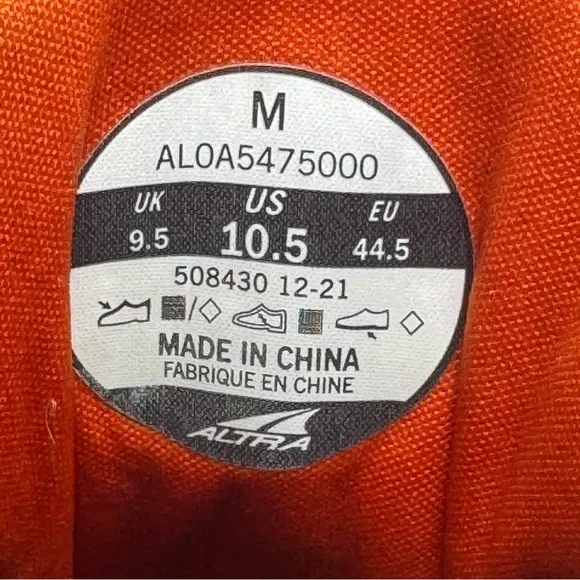 M
AL0A5475000
UK US EU
9.5 10.5 44.5
508430 12-21
MADE IN CHINA
FABRIQUE EN CHINE
ALTRA